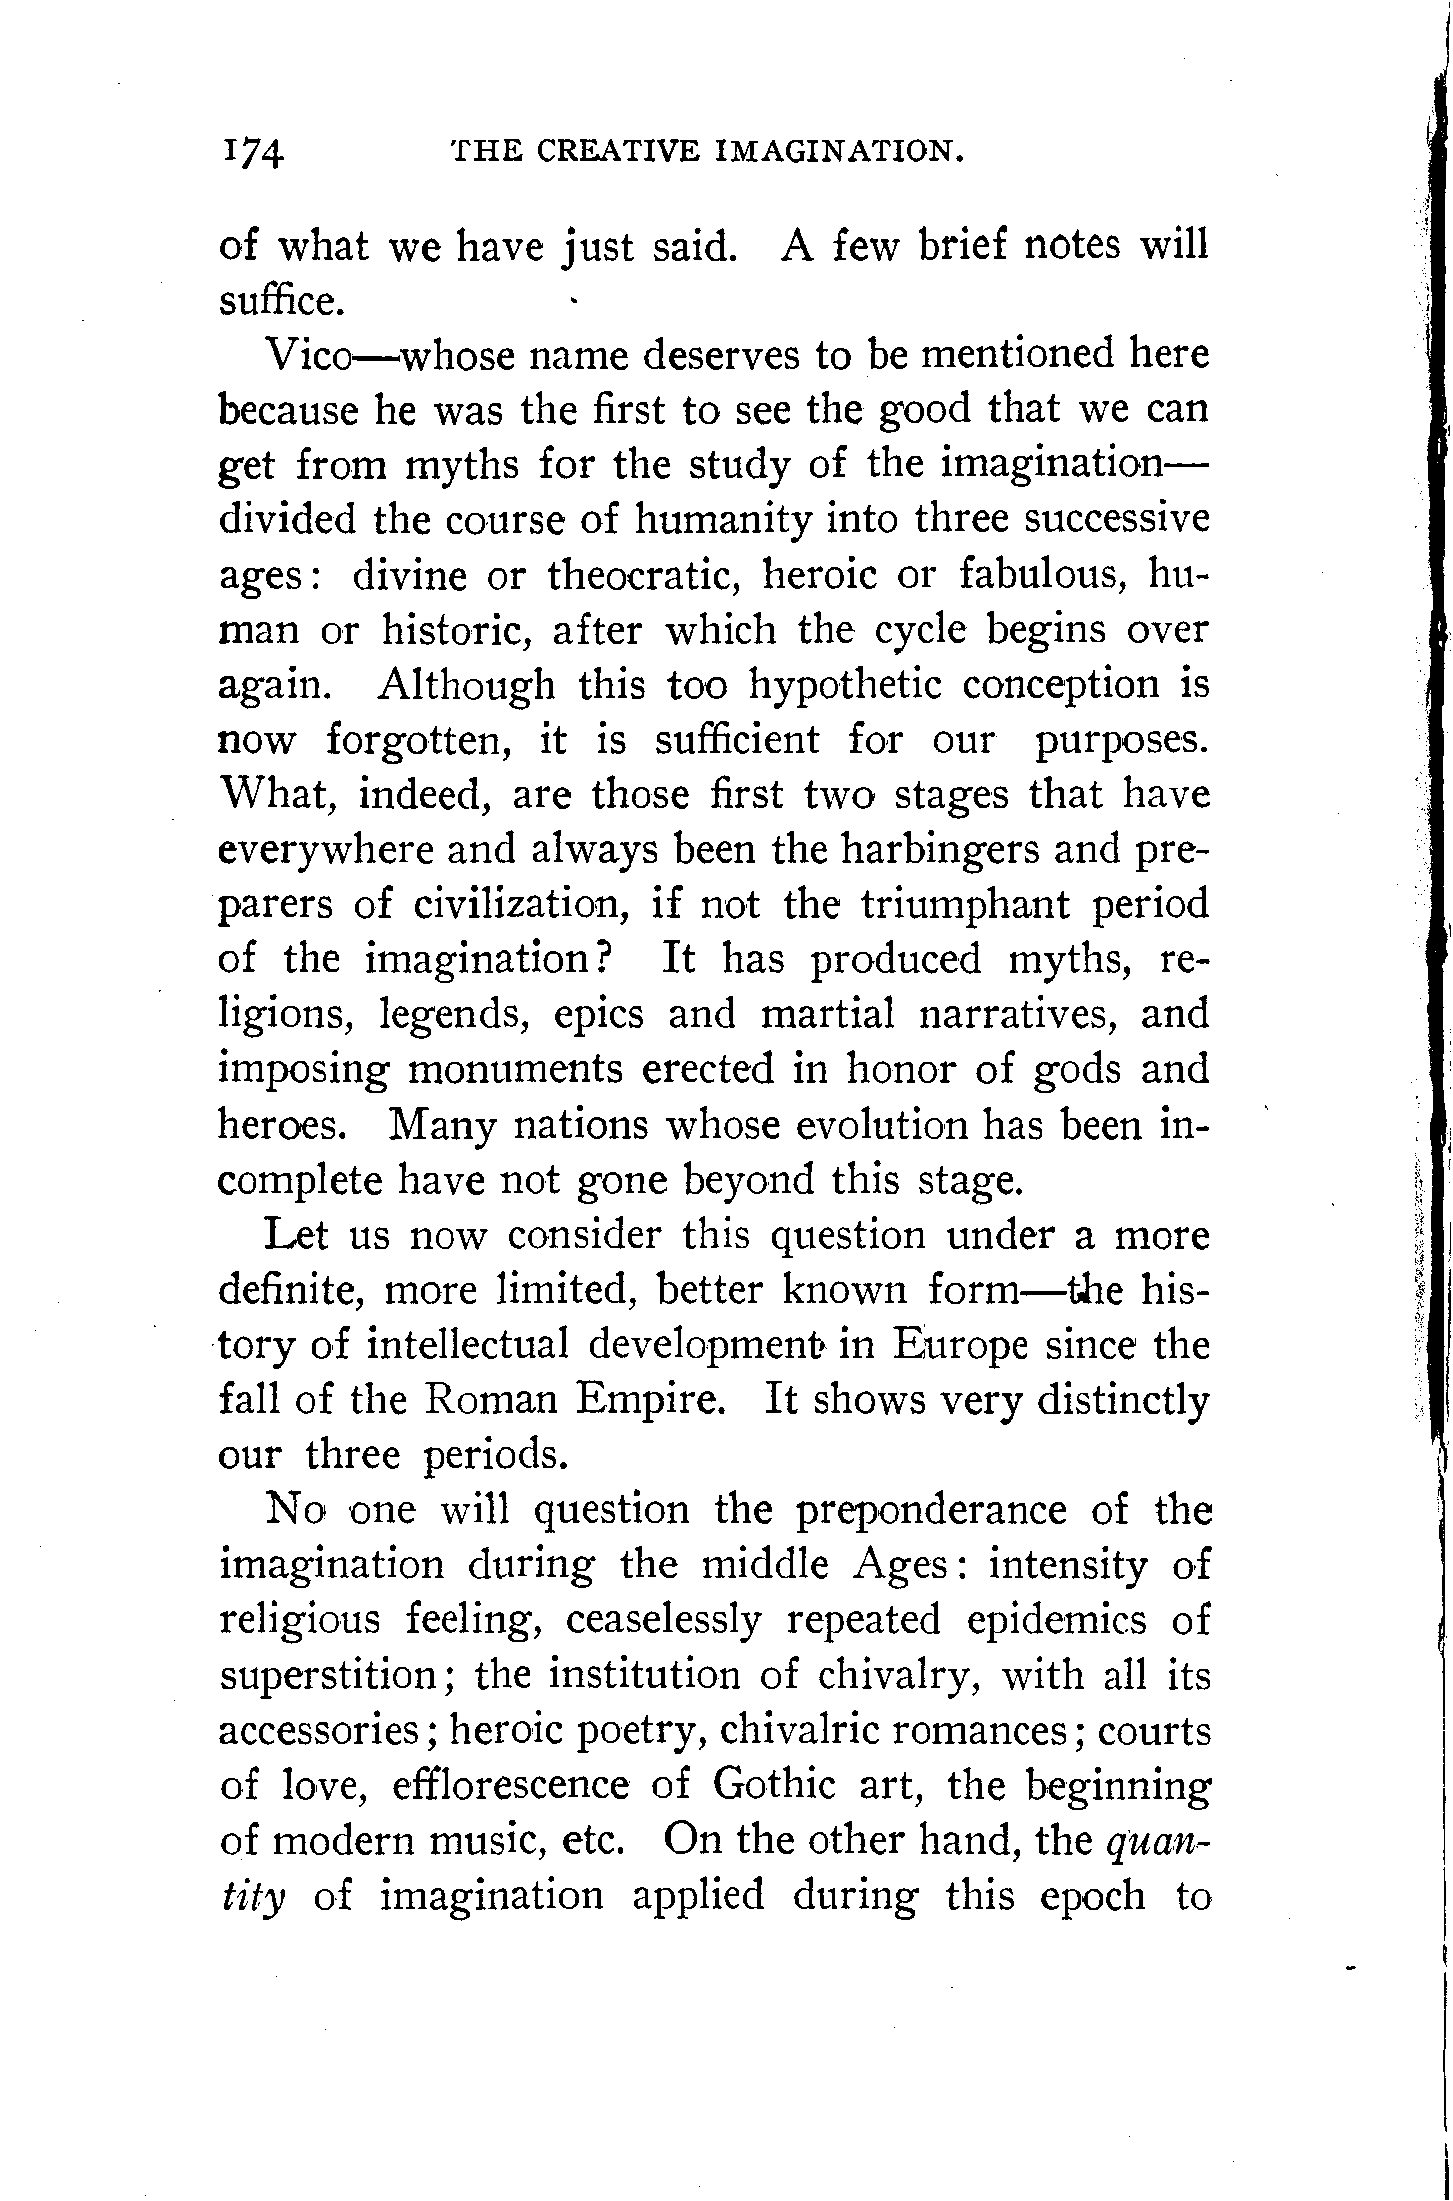 174 THE CREATIVE IMAGINATION.
of what we have just said. A few brief notes will
suffice.
Vico—whose name deserves to be mentioned here
because he was the first to see the good that we can
get from myths for the study of the imagination—
divided the course of humanity into three successive
ages: divine or theocratic, heroic or fabulous, hu-
man or historic, after which the cycle begins over
again. Although this too hypothetic conception is
now forgotten, it is sufficient for our purposes.
What, indeed, are those first two stages that have
everywhere and always been the harbingers and pre-
parers of civilization, if not the triumphant period
of the imagination? It has produced myths, re-
ligions, legends, epics and martial narratives, and
imposing monuments erected in honor of gods and
heroes. Many nations whose evolution has been in-
complete have not gone beyond this stage.
Let us now consider this question under a more
definite, more limited, better known form—the his-
tory of intellectual development in Europe since the
fall of the Roman Empire. It shows very distinctly
our three periods.
No one will question the preponderance of the
imagination during the middle Ages: intensity of
religious feeling, ceaselessly repeated epidemics of
superstition; the institution of chivalry, with all its
accessories; heroic poetry, chivalric romances; courts
of love, efflorescence of Gothic art, the beginning
of modern music, etc. On the other hand, the quan-
tity of imagination applied during this epoch to